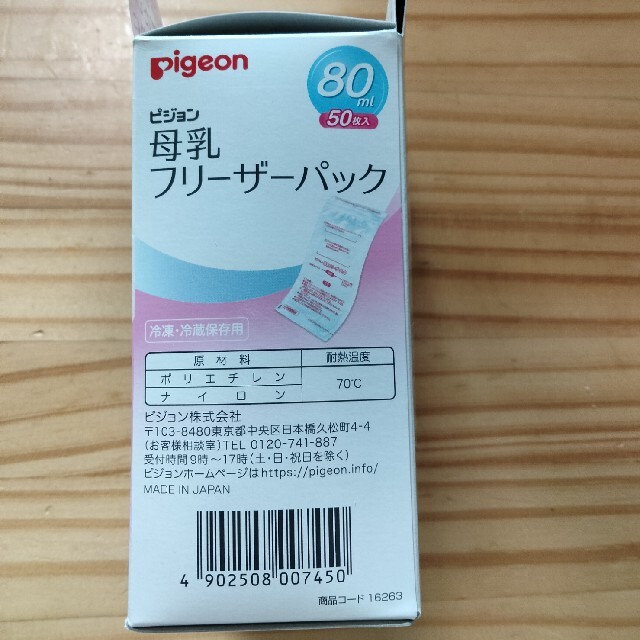 Pigeon
80
ml
50枚入
ピジョン
母乳
フリーザーパック
冷凍・冷蔵保存用
原材料 耐熱温度
ポリエチレン 70℃
ナイロン
ピジョン株式会社
〒103-8480東京都中央区日本橋久松町4-4
(お客様相談室)TEL 0120-741-887
受付時間9時〜17時(土・日・祝日を除く)
ピジョンホームページはhttps://pigeon.info/
MADE IN JAPAN
4 902508 007450
商品コード 16263